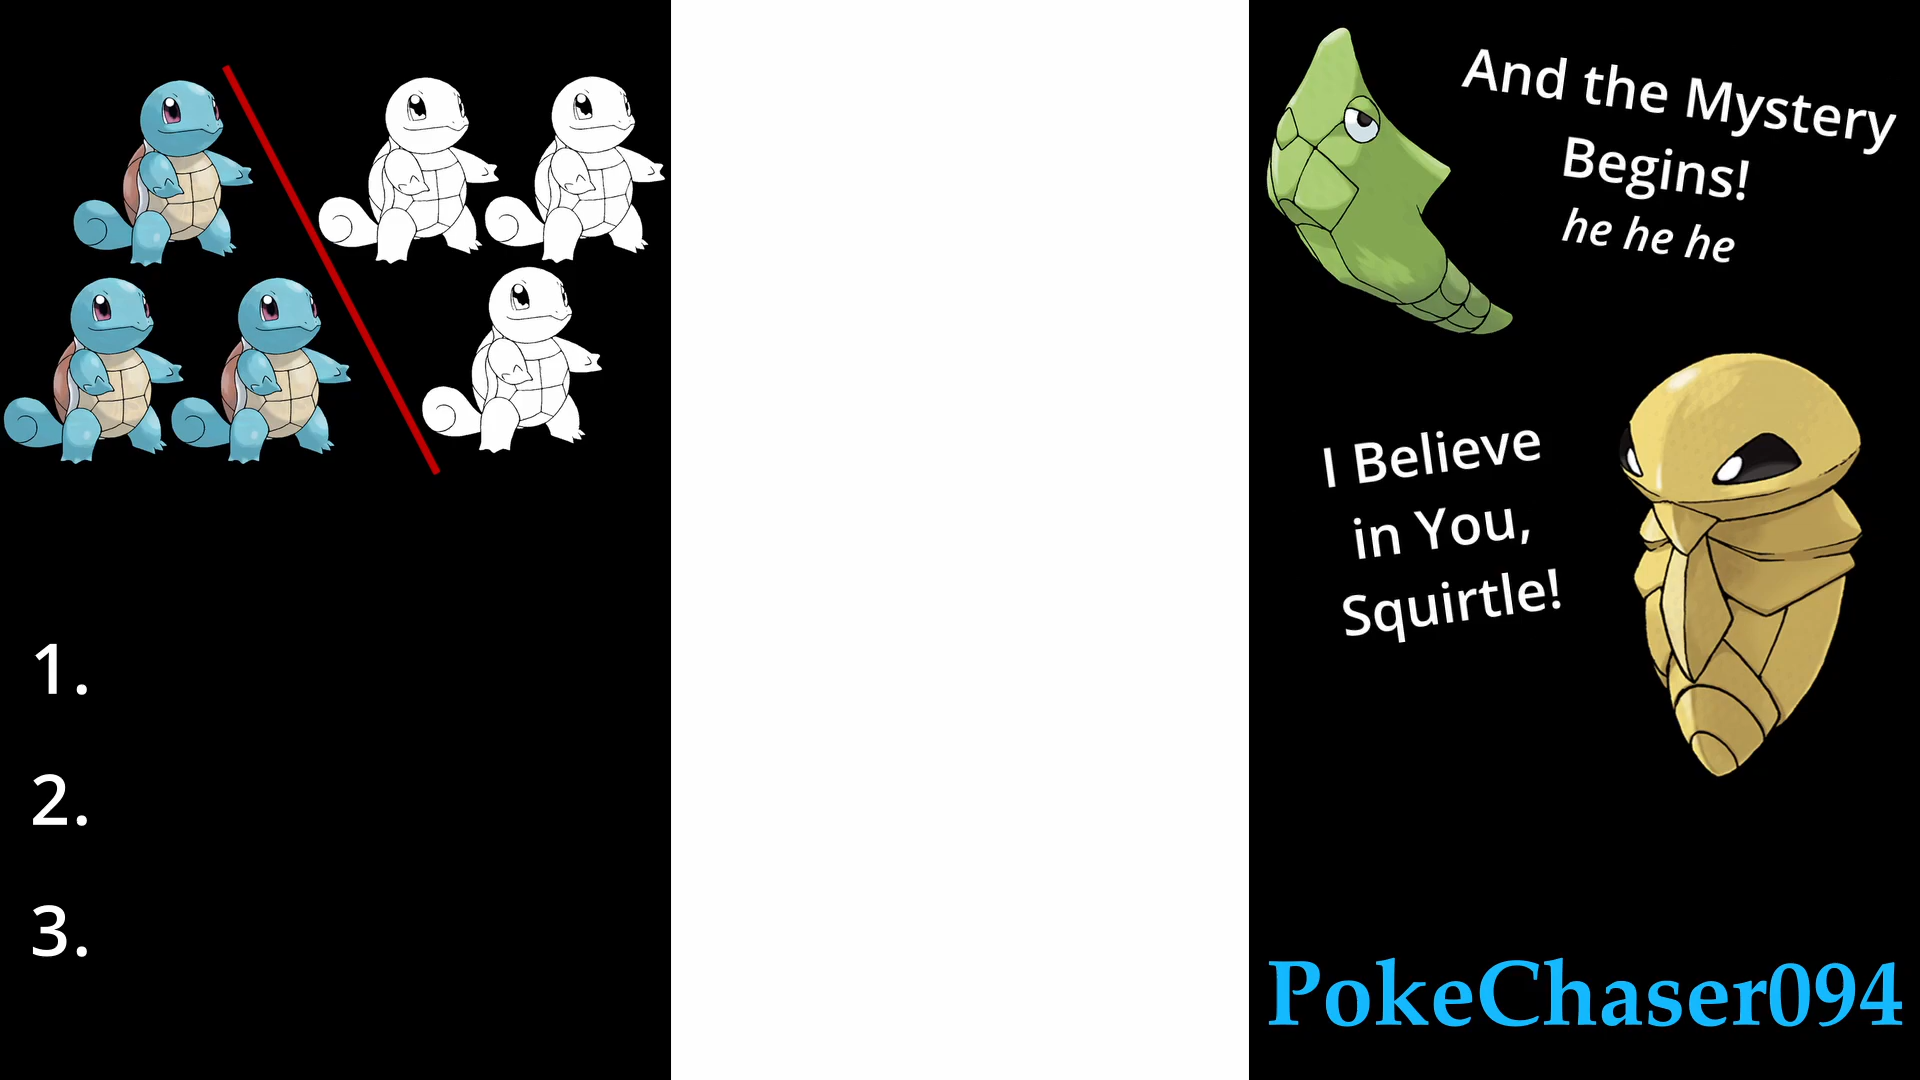 1.
2.
3.
And the Mystery
Begins!
he he he
I Believe
in You,
Squirtle!
PokeChaser094